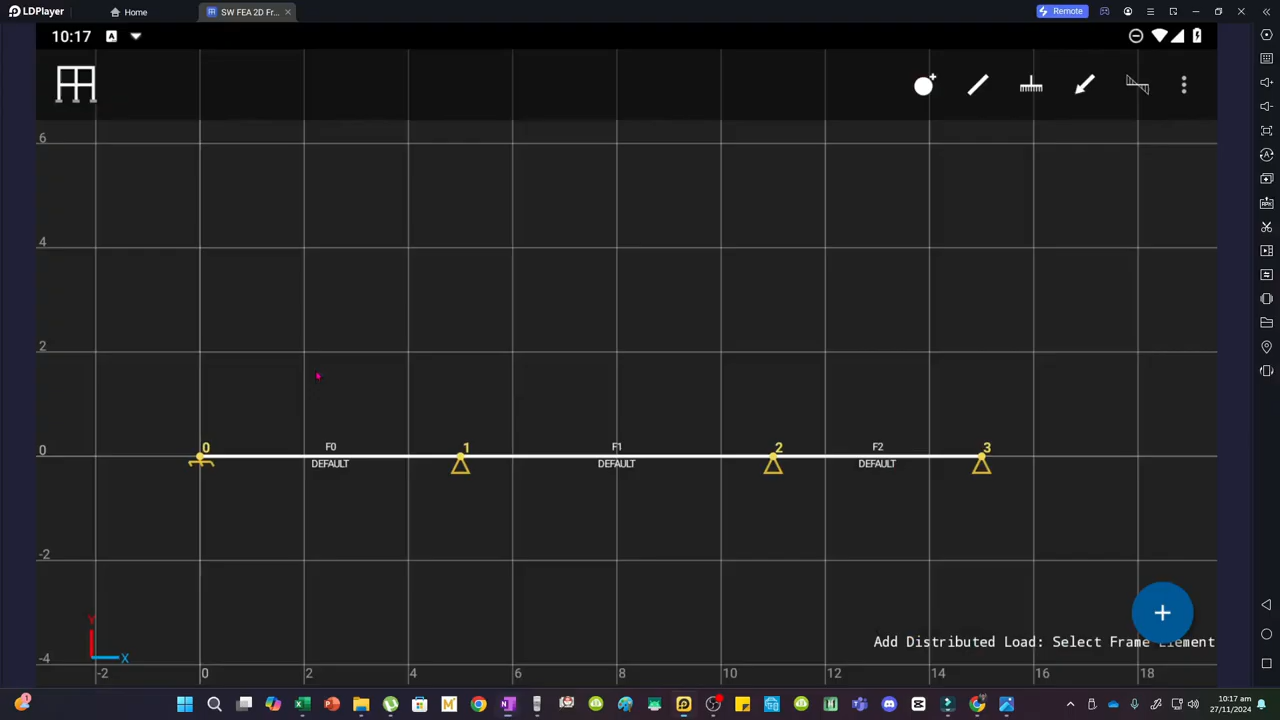 LDPlayer
Home
SW FEA 2D Fr...
Remote
10:17
6
4
2
0
-2
-4
0
1
2
3
F0
F1
F2
DEFAULT
DEFAULT
DEFAULT
Add Distributed Load: Select Frame Element
Y
X
-2
0
2
4
6
8
10
12
14
16
18
10:17 am
27/11/2024